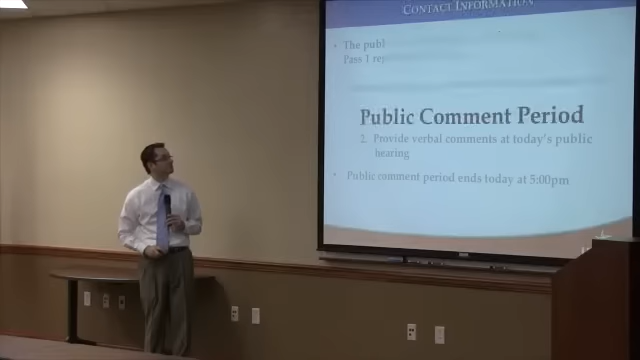 CONTACT INFORMATION
• The publ
Pass 1 re
Public Comment Period
2. Provide verbal comments at today's public
hearing
• Public comment period ends today at 5:00pm